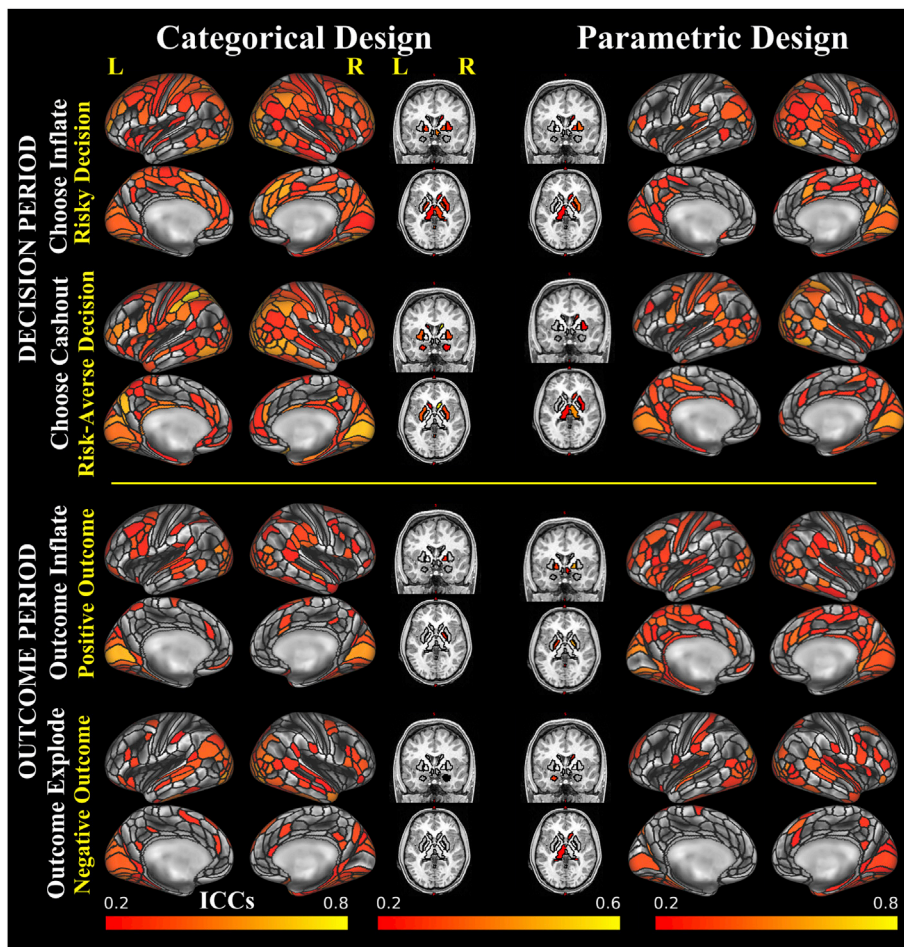 Categorical Design
Parametric Design
L
R
L
R
DECISION PERIOD
Choose Inflate
Risky Decision
Choose Cashout
Risk-Averse Decision
OUTCOME PERIOD
Outcome Inflate
Positive Outcome
Outcome Explode
Negative Outcome
0.2
ICCs
0.8
0.2
0.6
0.2
0.8